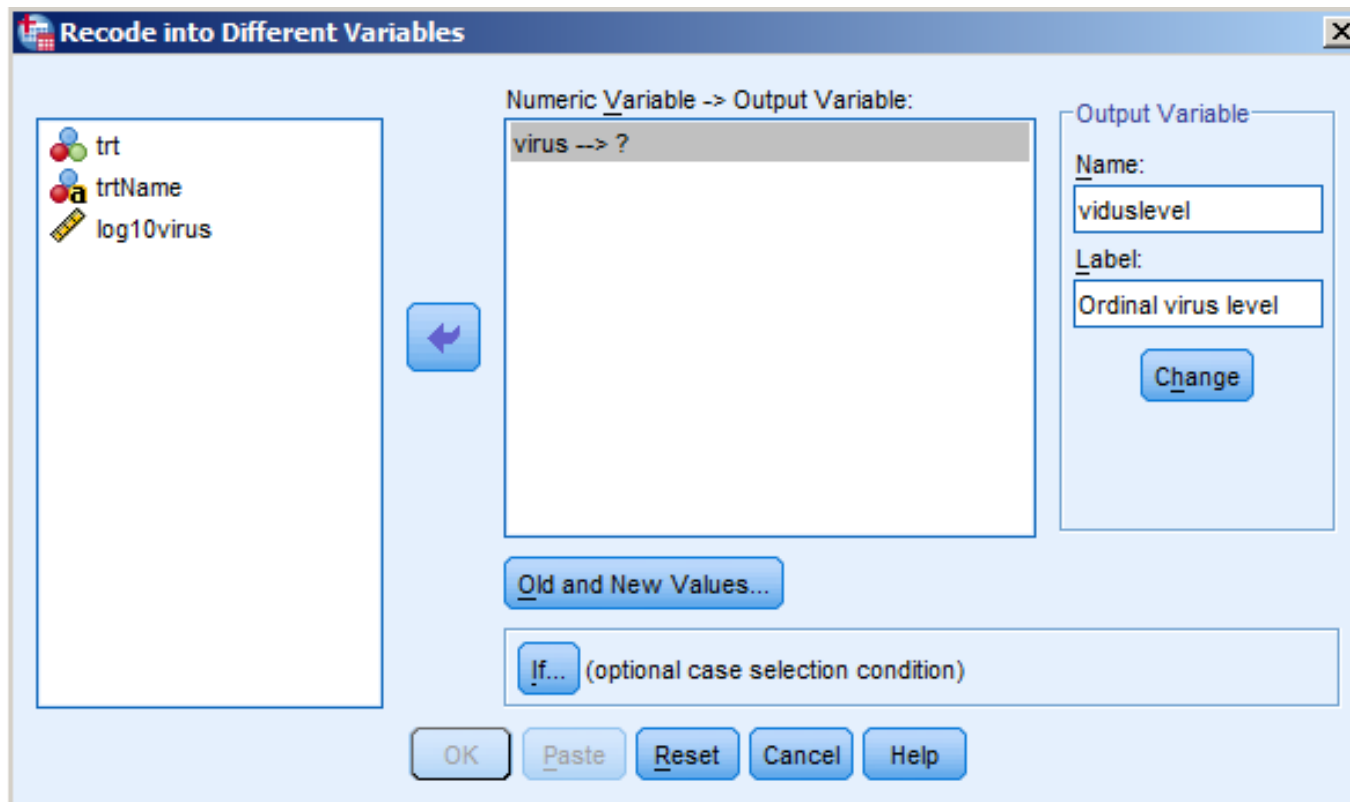 Recode into Different Variables
Numeric Variable -> Output Variable:
trt
trtName
log10virus
virus --> ?
Output Variable
Name:
viduslevel
Label:
Ordinal virus level
Change
Old and New Values...
If... (optional case selection condition)
OK Paste Reset Cancel Help